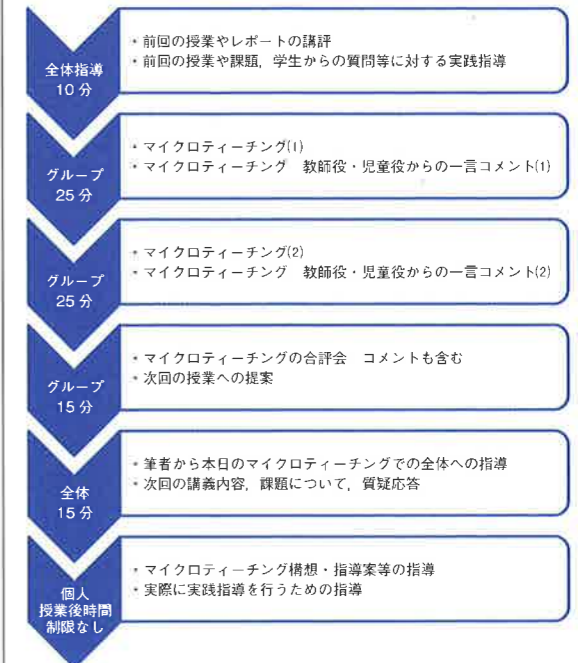 全体指導
10分
・前回の授業やレポートの講評
・前回の授業や課題，学生からの質問等に対する実践指導
グループ
25分
・マイクロティーチング(1)
・マイクロティーチング　教師役・児童役からの一言コメント(1)
グループ
25分
・マイクロティーチング(2)
・マイクロティーチング　教師役・児童役からの一言コメント(2)
グループ
15分
・マイクロティーチングの合評会　コメントも含む
・次回の授業への提案
全体
15分
・筆者から本日のマイクロティーチングでの全体への指導
・次回の講義内容，課題について，質疑応答
個人
授業後時間
制限なし
・マイクロティーチング構想・指導案等の指導
・実際に実践指導を行うための指導